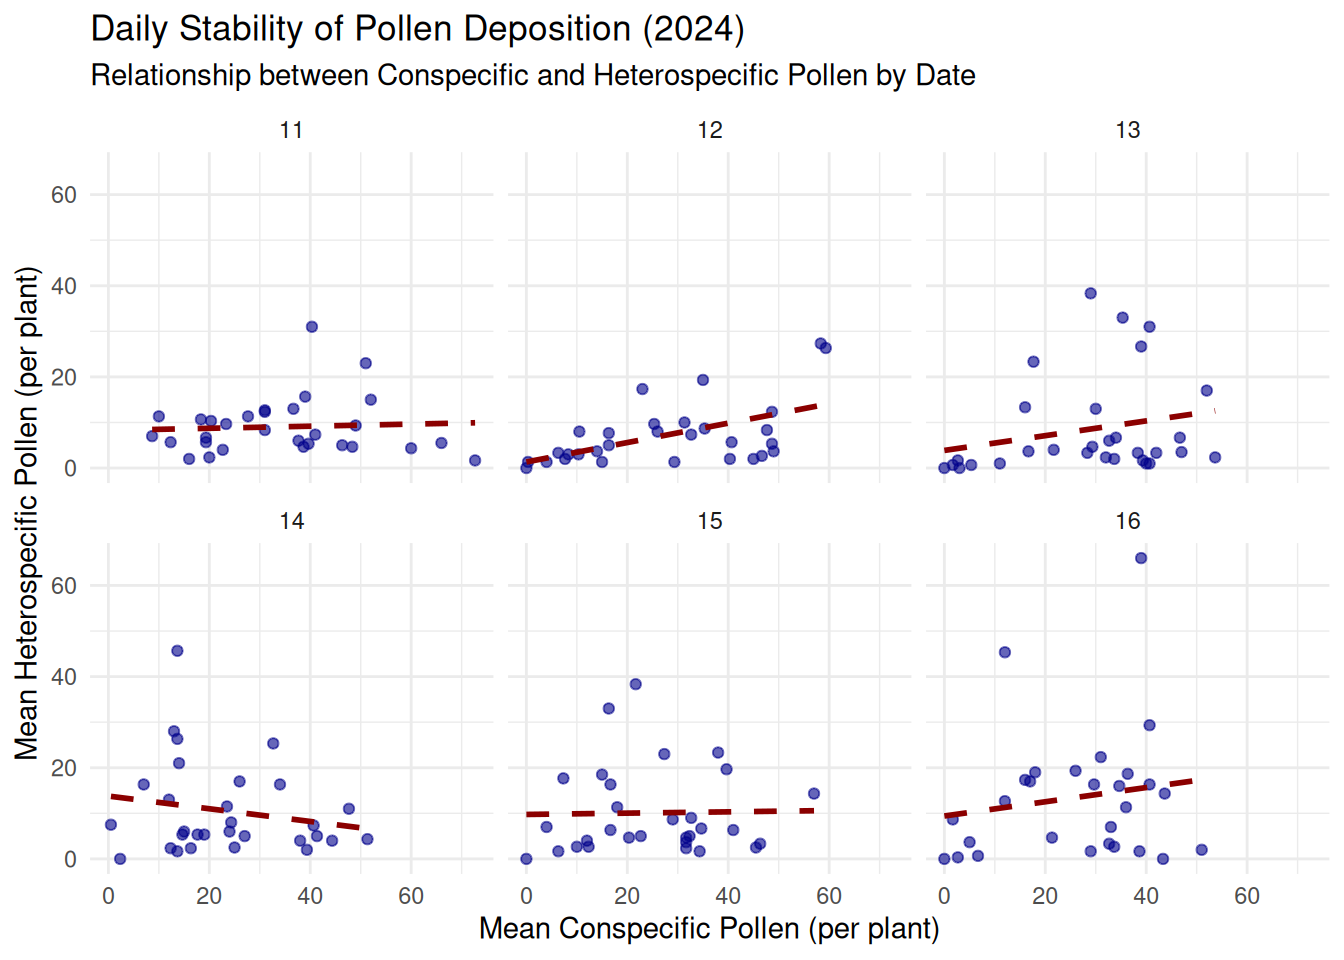 Daily Stability of Pollen Deposition (2024)
Relationship between Conspecific and Heterospecific Pollen by Date
11 12 13
60
40
20
0
14 15 16
60
40
20
0
0 20 40 60 0 20 40 60 0 20 40 60
Mean Conspecific Pollen (per plant)
Mean Heterospecific Pollen (per plant)